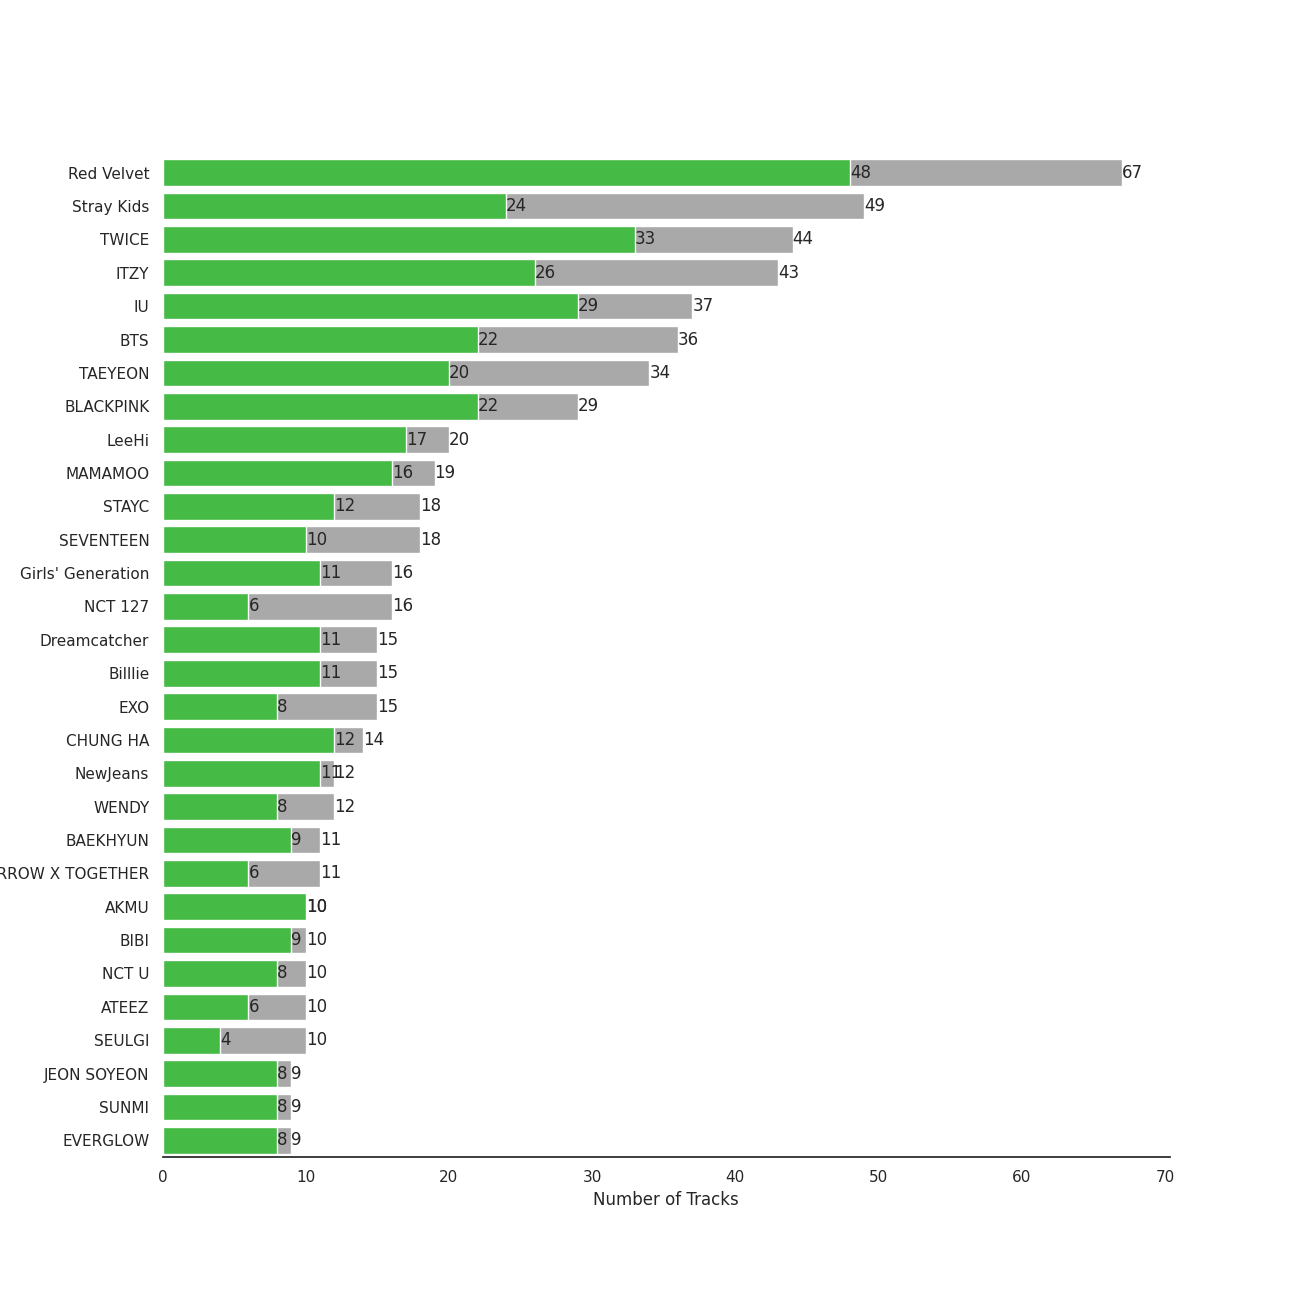 Red Velvet 48 67
Stray Kids 24 49
TWICE 33 44
ITZY 26 43
IU 29 37
BTS 22 36
TAEYEON 20 34
BLACKPINK 22 29
LeeHi 17 20
MAMAMOO 16 19
STAYC 12 18
SEVENTEEN 10 18
Girls' Generation 11 16
NCT 127 6 16
Dreamcatcher 11 15
Billlie 11 15
EXO 8 15
CHUNG HA 12 14
NewJeans 11 12
WENDY 8 12
BAEKHYUN 9 11
RROW X TOGETHER 6 11
AKMU 10 10
BIBI 9 10
NCT U 8 10
ATEEZ 6 10
SEULGI 4 10
JEON SOYEON 8 9
SUNMI 8 9
EVERGLOW 8 9
0 10 20 30 40 50 60 70
Number of Tracks